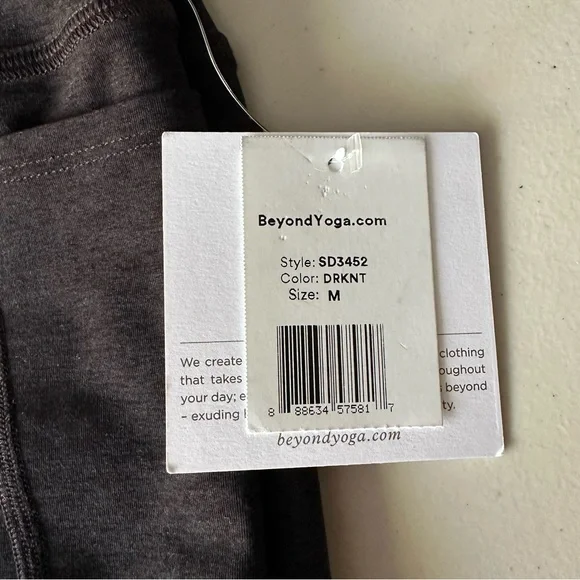 BeyondYoga.com
Style: SD3452
Color: DRKNT
Size: M
8 88634 57581 7
We create clothing
that takes oughout
your day; beyond
– exuding ty.
beyondyoga.com